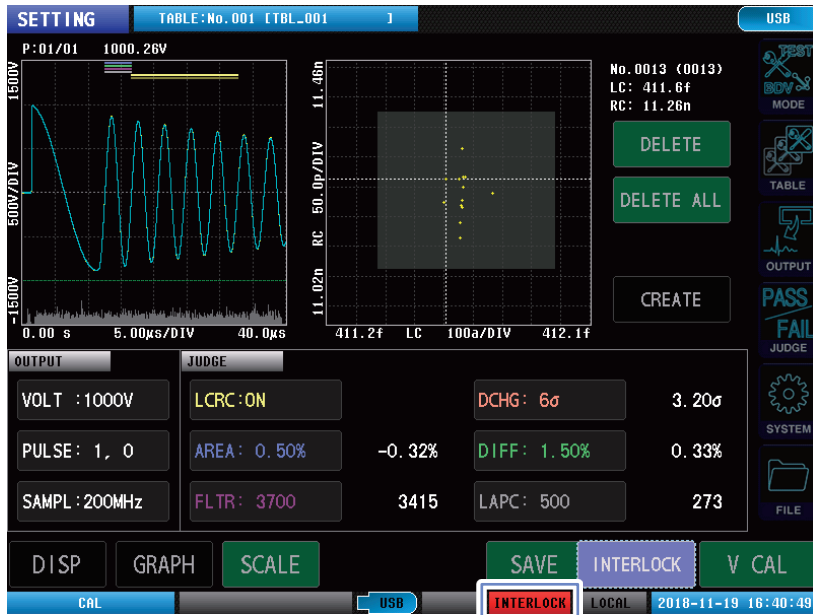 SETTING TABLE:No.001 [TBL_001 ] USB
P:01/01 1000.26V
1500V
500V/DIV
-1500V
0.00 s 5.00µs/DIV 40.0µs
11.46n
50.0p/DIV
RC
11.02n
411.2f LC 100a/DIV 412.1f
No.0013 (0013)
LC: 411.6f
RC: 11.26n
DELETE
DELETE ALL
CREATE
TEST
BDV
MODE
TABLE
OUTPUT
PASS
FAIL
JUDGE
SYSTEM
FILE
OUTPUT JUDGE
VOLT :1000V LCRC:ON DCHG: 6σ 3.20σ
PULSE: 1, 0 AREA: 0.50% -0.32% DIFF: 1.50% 0.33%
SAMPL:200MHz FLTR: 3700 3415 LAPC: 500 273
DISP GRAPH SCALE SAVE INTERLOCK V CAL
CAL USB INTERLOCK LOCAL 2018-11-19 16:40:49